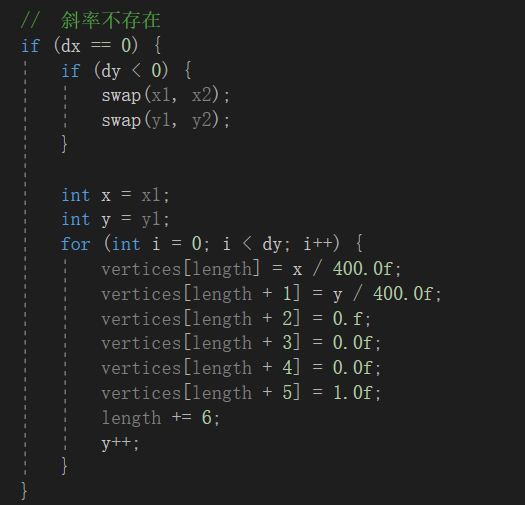 //  斜率不存在
if (dx == 0) {
    if (dy < 0) {
        swap(x1, x2);
        swap(y1, y2);
    }

    int x = x1;
    int y = y1;
    for (int i = 0; i < dy; i++) {
        vertices[length] = x / 400.0f;
        vertices[length + 1] = y / 400.0f;
        vertices[length + 2] = 0.f;
        vertices[length + 3] = 0.0f;
        vertices[length + 4] = 0.0f;
        vertices[length + 5] = 1.0f;
        length += 6;
        y++;
    }
}